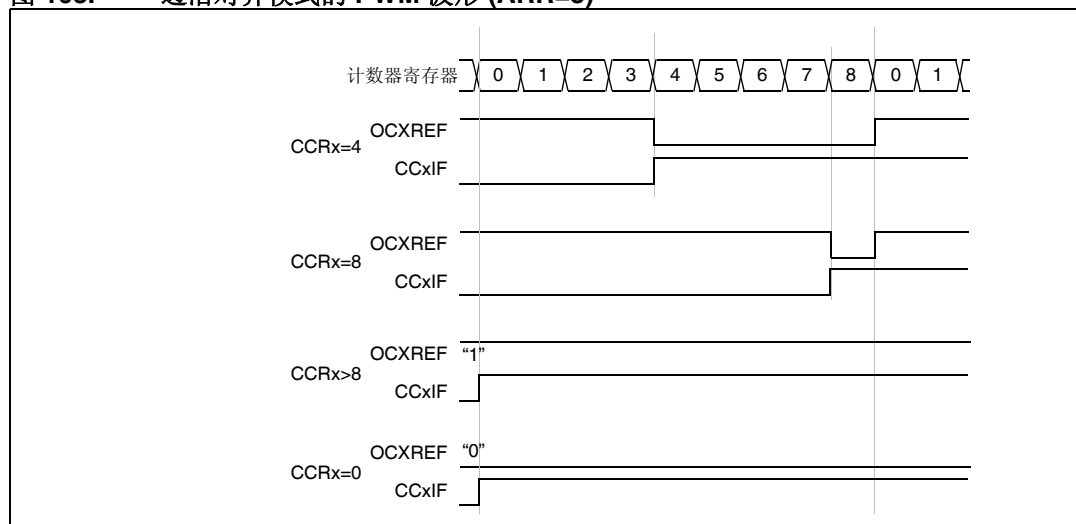 计数器寄存器 0 1 2 3 4 5 6 7 8 0 1
OCXREF
CCRx=4
CCxIF
OCXREF
CCRx=8
CCxIF
OCXREF “1”
CCRx>8
CCxIF
OCXREF “0”
CCRx=0
CCxIF